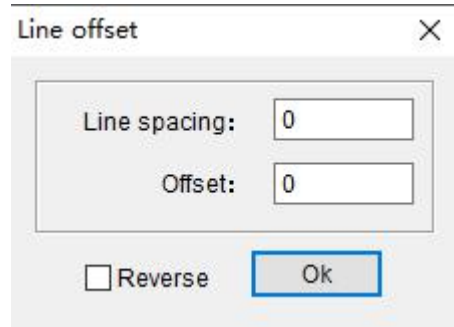 Line offset
Line spacing: 0
Offset: 0
Reverse Ok